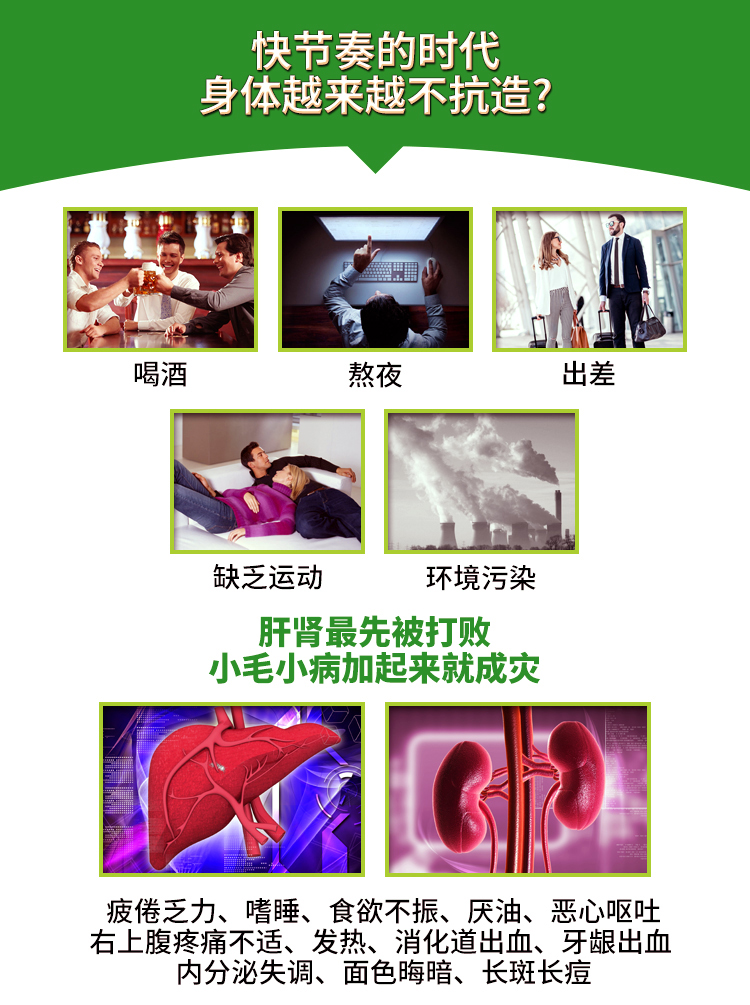 快节奏的时代
身体越来越不抗造?
喝酒
熬夜
出差
缺乏运动
环境污染
肝肾最先被打败
小毛小病加起来就成灾
疲倦乏力、嗜睡、食欲不振、厌油、恶心呕吐
右上腹疼痛不适、发热、消化道出血、牙龈出血
内分泌失调、面色晦暗、长斑长痘